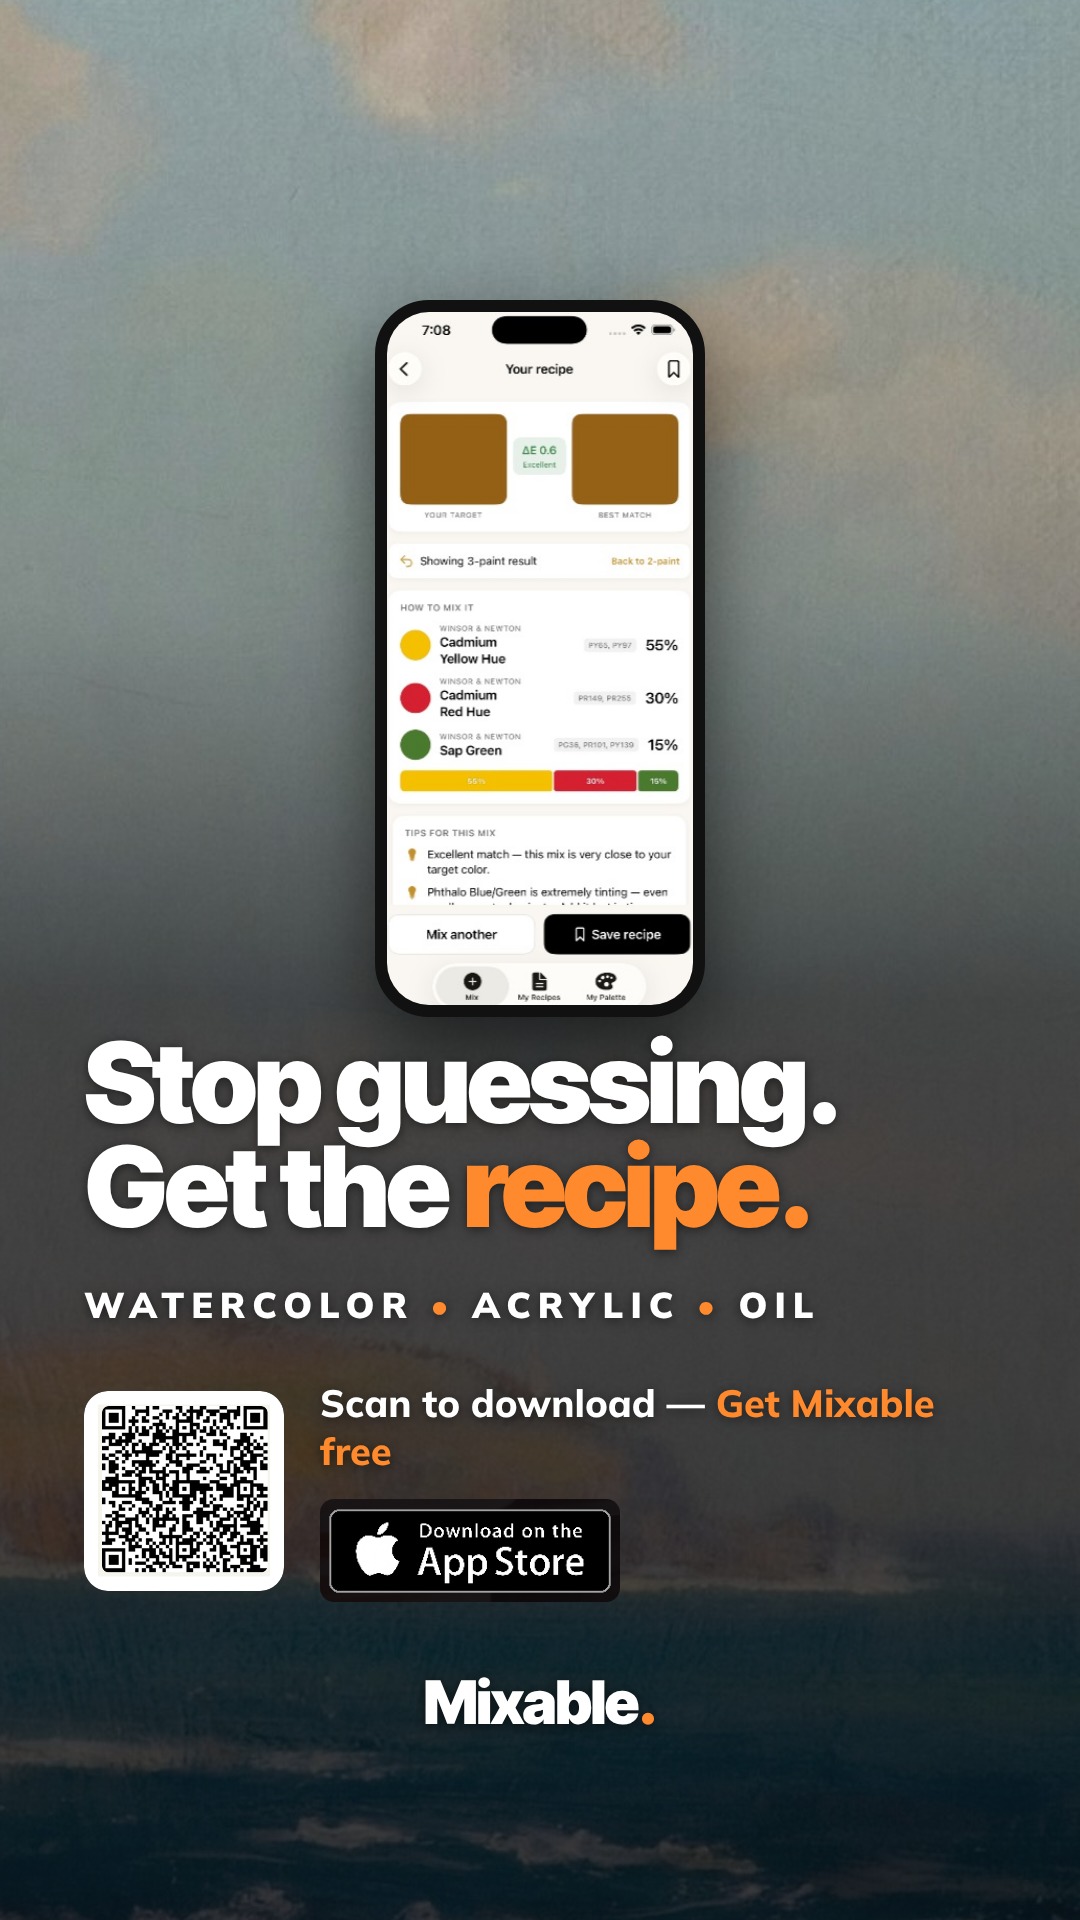 7:08
Your recipe
ΔE 0.6
Excellent
YOUR TARGET
BEST MATCH
Showing 3-paint result
Back to 2-paint
HOW TO MIX IT
WINSOR & NEWTON
Cadmium
Yellow Hue
PY65, PY97
55%
WINSOR & NEWTON
Cadmium
Red Hue
PR149, PR255
30%
WINSOR & NEWTON
Sap Green
PG36, PR101, PY139
15%
55%
30%
15%
TIPS FOR THIS MIX
Excellent match — this mix is very close to your
target color.
Phthalo Blue/Green is extremely tinting — even
Mix another
Save recipe
Mix
My Recipes
My Palette
Stop guessing.
Get the recipe.
WATERCOLOR • ACRYLIC • OIL
Scan to download — Get Mixable
free
Download on the
App Store
Mixable.